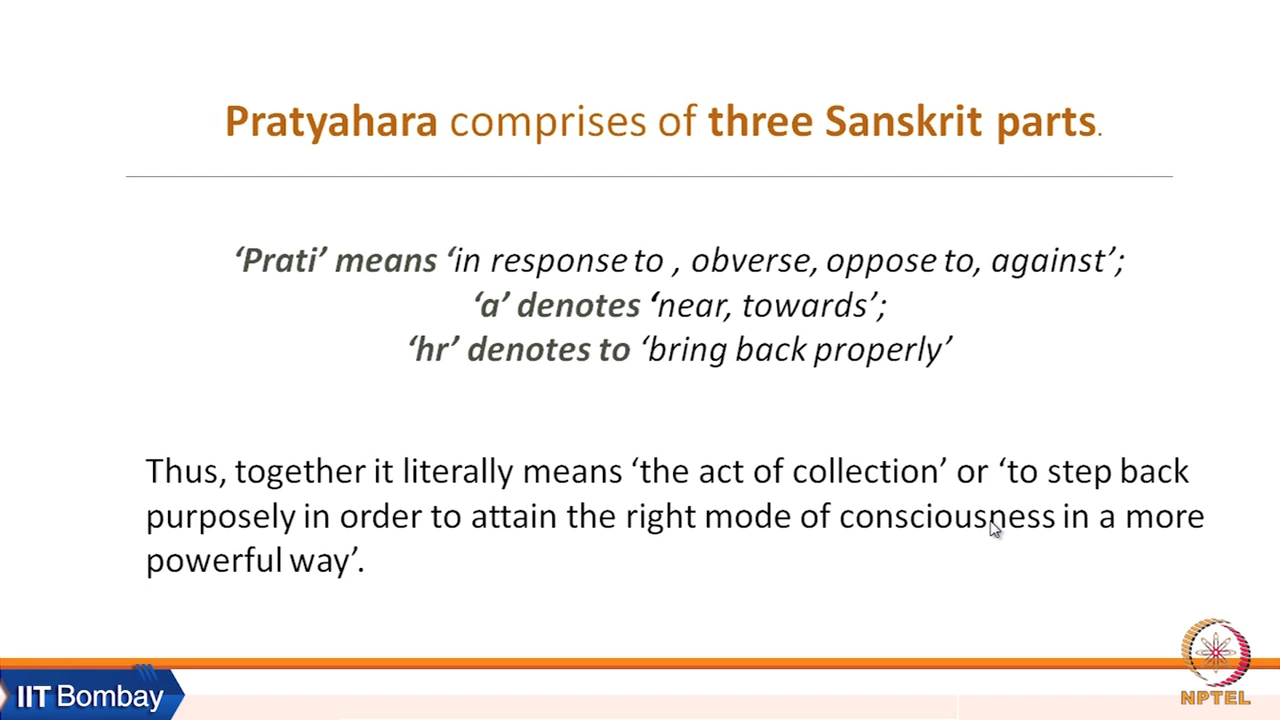 Pratyahara comprises of three Sanskrit parts.
‘Prati’ means ‘in response to , obverse, oppose to, against’;
‘a’ denotes ‘near, towards’;
‘hr’ denotes to ‘bring back properly’
Thus, together it literally means ‘the act of collection’ or ‘to step back
purposely in order to attain the right mode of consciousness in a more
powerful way’.
IIT Bombay
NPTEL